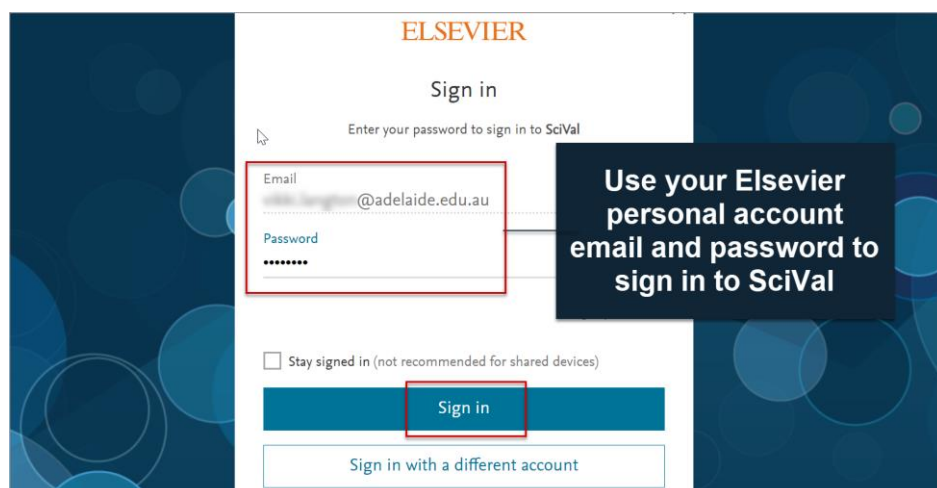 ELSEVIER
Sign in
Enter your password to sign in to SciVal
Email
@adelaide.edu.au
Password
Use your Elsevier
personal account
email and password to
sign in to SciVal
Stay signed in (not recommended for shared devices)
Sign in
Sign in with a different account